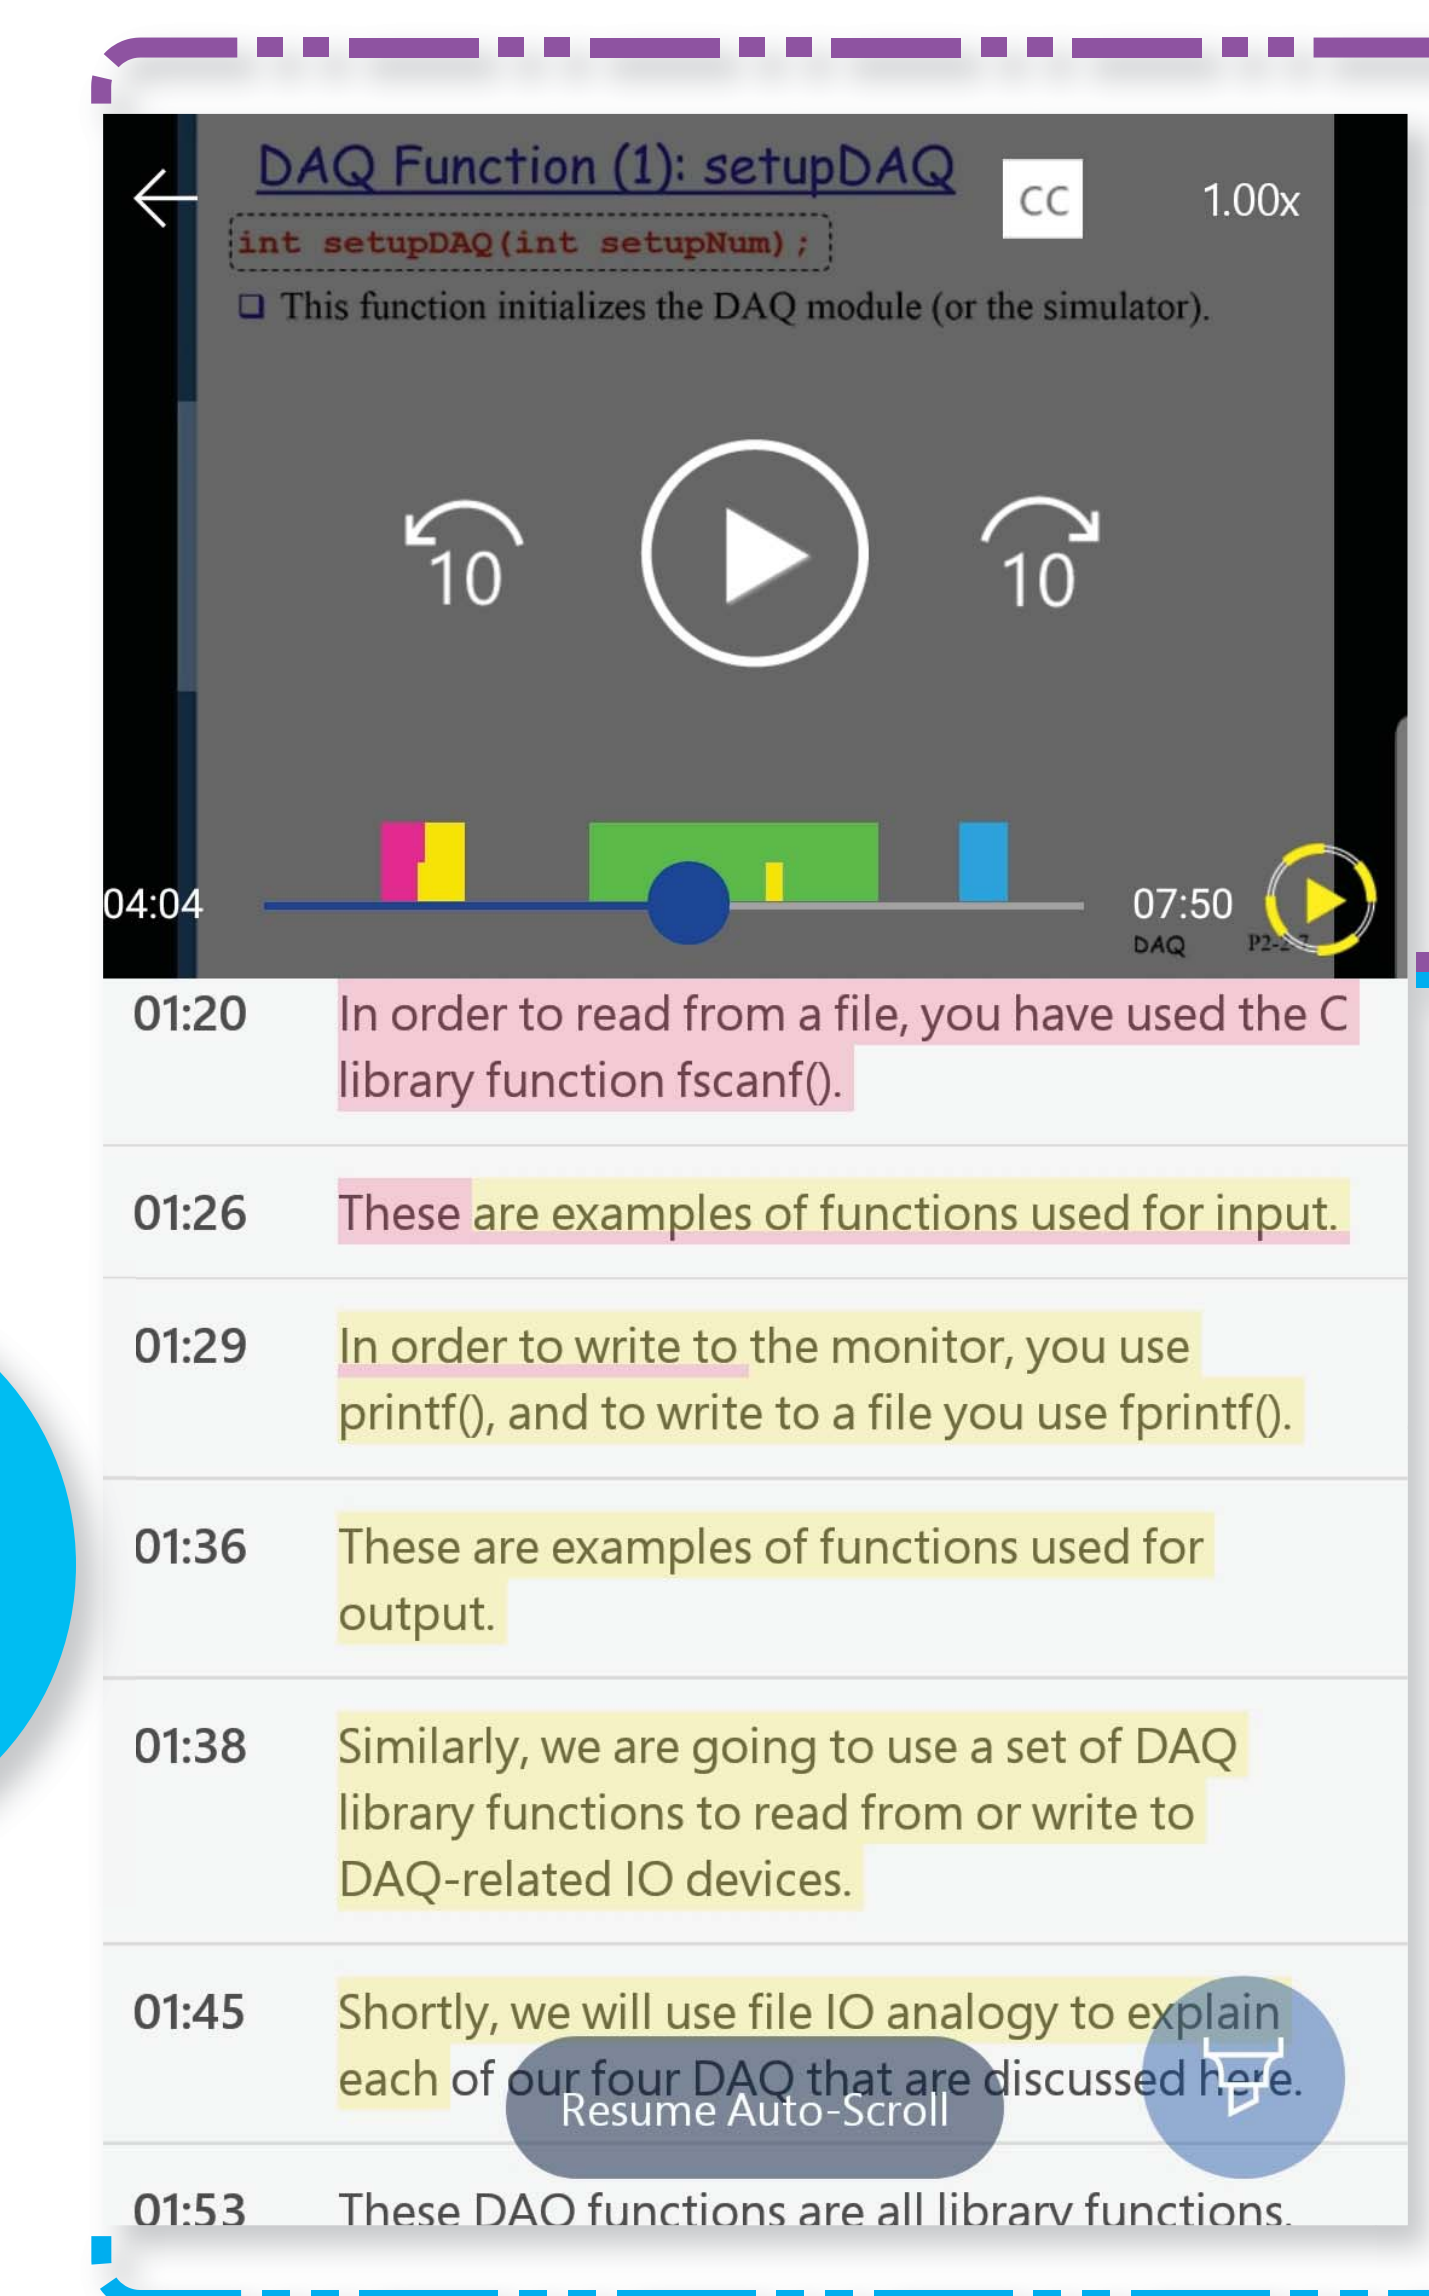 DAQ Function (1): setupDAQ
CC
1.00x
int setupDAQ(int setupNum);
This function initializes the DAQ module (or the simulator).
10
10
04:04
07:50
DAQ
P2-2-7
01:20
In order to read from a file, you have used the C
library function fscanf().
01:26
These are examples of functions used for input.
01:29
In order to write to the monitor, you use
printf(), and to write to a file you use fprintf().
01:36
These are examples of functions used for
output.
01:38
Similarly, we are going to use a set of DAQ
library functions to read from or write to
DAQ-related IO devices.
01:45
Shortly, we will use file IO analogy to explain
each of our four DAQ that are discussed here.
Resume Auto-Scroll
01:53
These DAQ functions are all library functions.